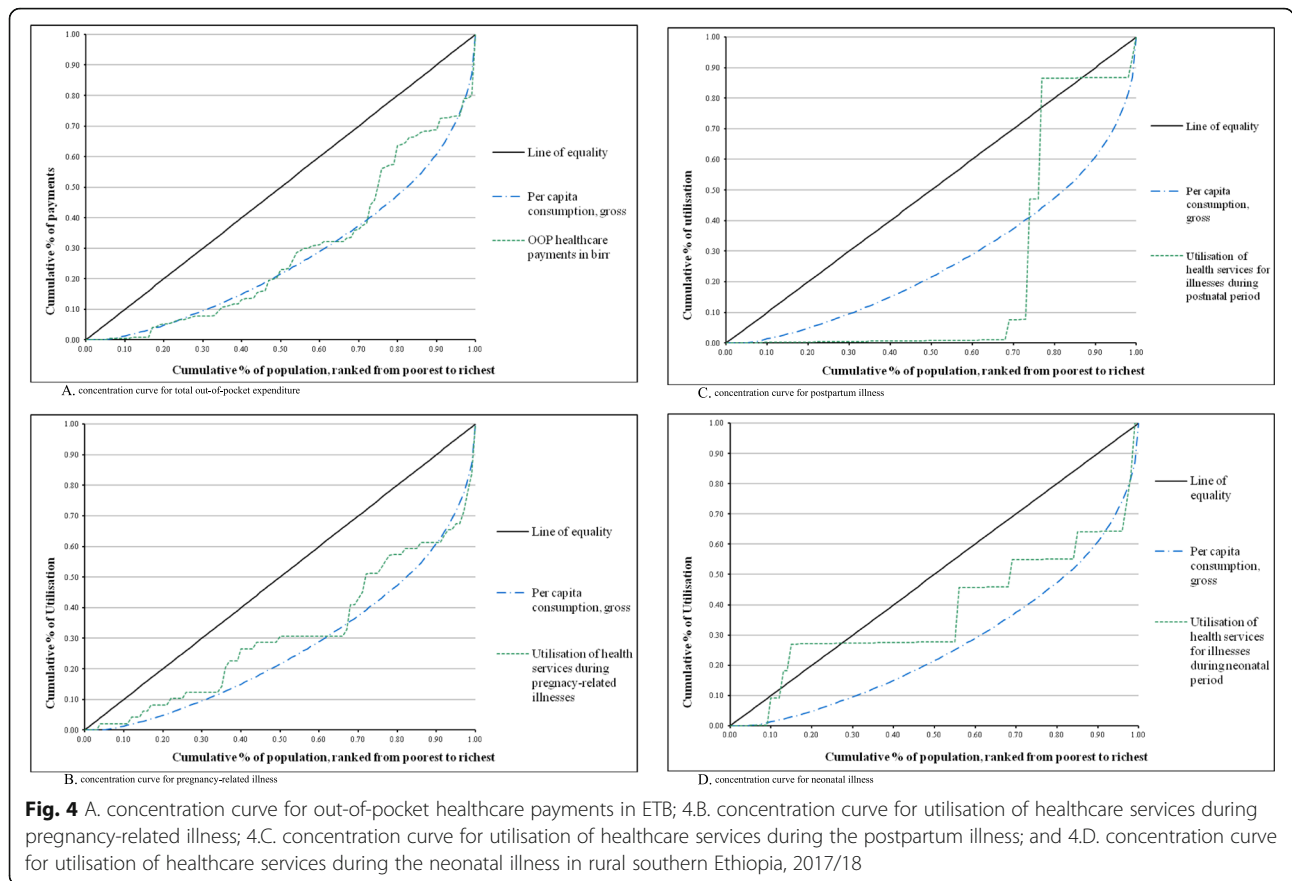 1.00
0.90
0.80
0.70
0.60
0.50
0.40
0.30
0.20
0.10
0.00
Cumulative % of payments
0.00 0.10 0.20 0.30 0.40 0.50 0.60 0.70 0.80 0.90 1.00
Cumulative % of population, ranked from poorest to richest
Line of equality
Per capita
consumption, gross
OOP healthcare
payments in birr
A. concentration curve for total out-of-pocket expenditure
1.00
0.90
0.80
0.70
0.60
0.50
0.40
0.30
0.20
0.10
0.00
Cumulative % of utilisation
0.00 0.10 0.20 0.30 0.40 0.50 0.60 0.70 0.80 0.90 1.00
Cumulative % of population, ranked from poorest to richest
Line of equality
Per capita
consumption,
gross
Utilisation of
health services for
illnesses during
postnatal period
C. concentration curve for postpartum illness
1.00
0.90
0.80
0.70
0.60
0.50
0.40
0.30
0.20
0.10
0.00
Cumulative % of Utilisation
0.00 0.10 0.20 0.30 0.40 0.50 0.60 0.70 0.80 0.90 1.00
Cumulative % of population, ranked from poorest to richest
Line of equality
Per capita
consumption, gross
Utilisation of health
services during
pregnacy-related
illnesses
B. concentration curve for pregnancy-related illness
1.00
0.90
0.80
0.70
0.60
0.50
0.40
0.30
0.20
0.10
0.00
Cumulative % of Utilisation
0.00 0.10 0.20 0.30 0.40 0.50 0.60 0.70 0.80 0.90 1.00
Cumulative % of population, ranked from poorest to richest
Line of
equality
Per capita
consumption,
gross
Utilisation of
health services
for illnesses
during neonatal
period
D. concentration curve for neonatal illness
Fig. 4 A. concentration curve for out-of-pocket healthcare payments in ETB; 4.B. concentration curve for utilisation of healthcare services during
pregnancy-related illness; 4.C. concentration curve for utilisation of healthcare services during the postpartum illness; and 4.D. concentration curve
for utilisation of healthcare services during the neonatal illness in rural southern Ethiopia, 2017/18